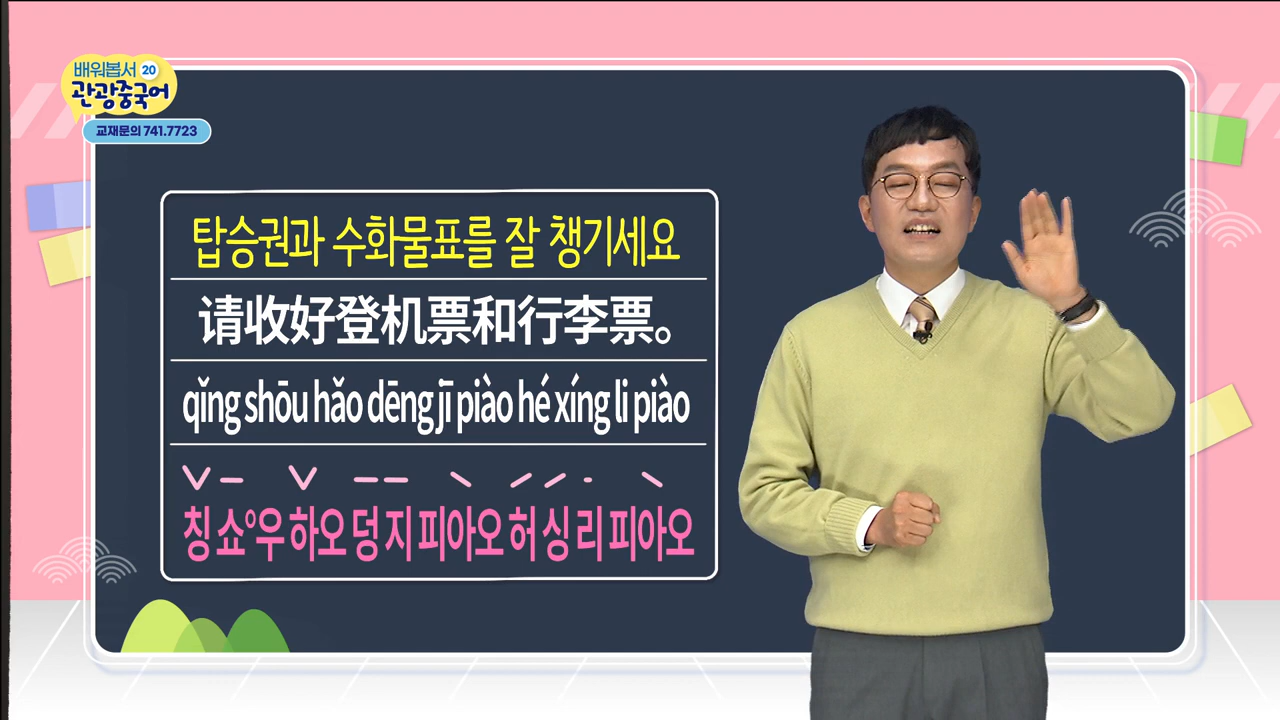 배워봅서 20
관광중국어
교재문의 741.7723
탑승권과 수화물표를 잘 챙기세요
请收好登机票和行李票。
qǐng shōu hǎo dēng jī piào hé xíng li piào
칭 쇼°우 하오 덩 지 피아오 허 싱 리 피아오